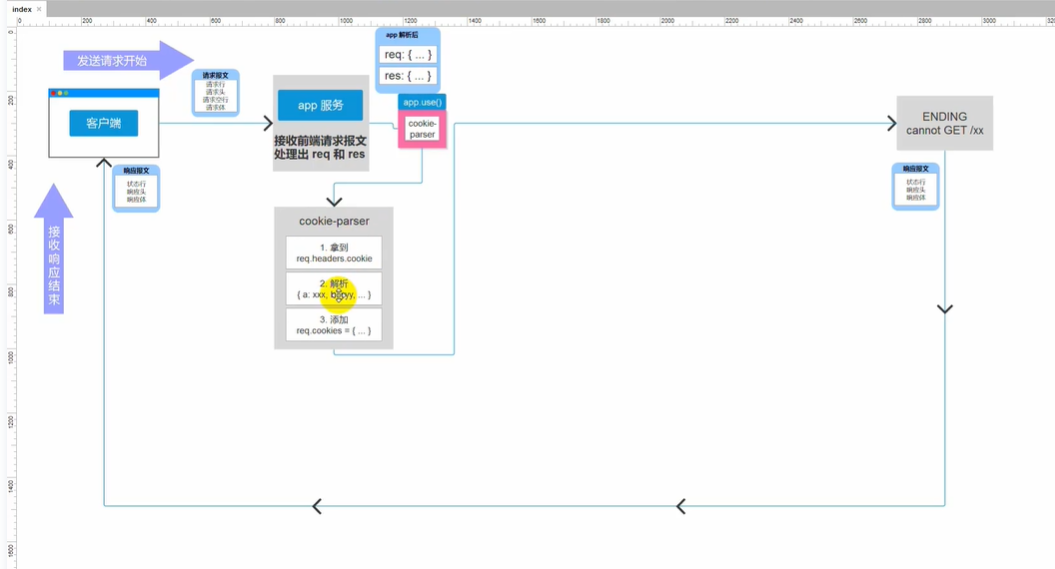 index ×
0 200 400 600 800 1000 1200 1400 1600 1800 2000 2200 2400 2600 2800 3000
0
200
400
600
800
1000
1200
1400
1600
发送请求开始
请求报文
请求行
请求头
请求空行
请求体
客户端
app 服务
接收前端请求报文
处理出 req 和 res
app 解析后
req: { ... }
res: { ... }
app.use()
cookie-
parser
ENDING
cannot GET /xx
响应报文
状态行
响应头
响应体
响应报文
状态行
响应头
响应体
接收响应结束
cookie-parser
1. 拿到
req.headers.cookie
2. 解析
{ a: xxx, b: yyy, ... }
3. 添加
req.cookies = { ... }